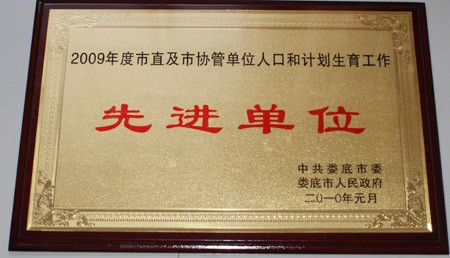 2009年度市直及市协管单位人口和计划生育工作
先进单位
中共娄底市委
娄底市人民政府
二〇一〇年元月